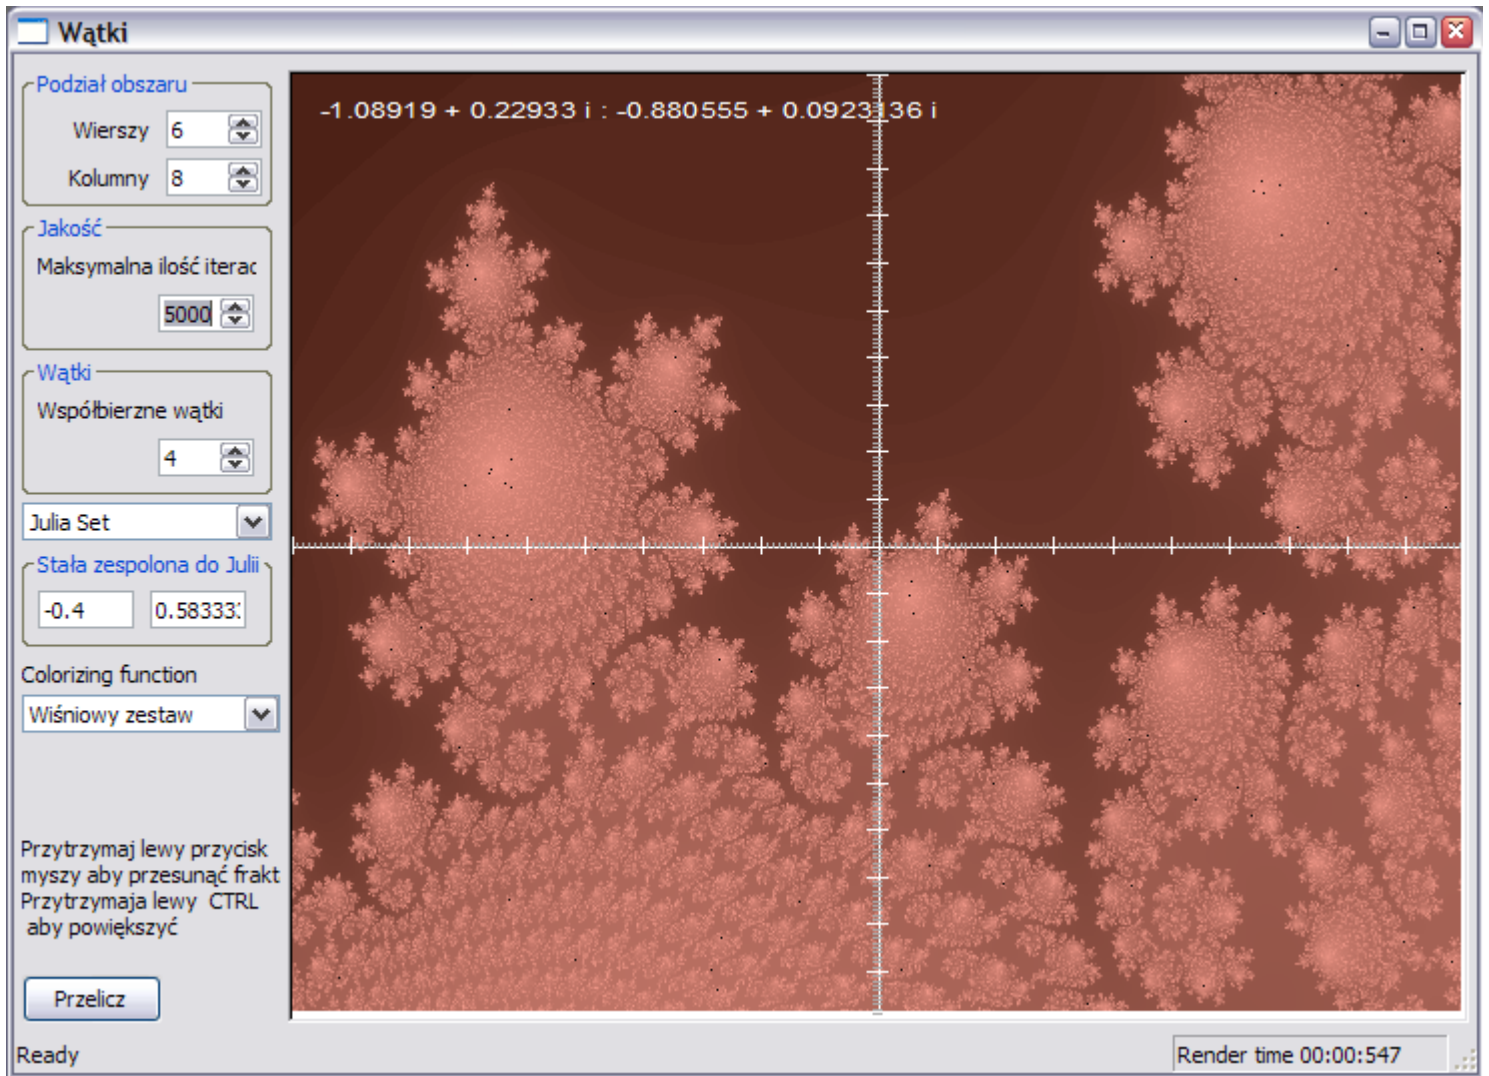 Wątki
Podział obszaru
Wierszy 6
Kolumny 8
Jakość
Maksymalna ilość iterac
5000
Wątki
Współbierzne wątki
4
Julia Set
Stała zespolona do Julii
-0.4 0.58333:
Colorizing function
Wiśniowy zestaw
Przytrzymaj lewy przycisk
myszy aby przesunąć frakt
Przytrzymaja lewy CTRL
aby powiększyć
Przelicz
-1.08919 + 0.22933 i : -0.880555 + 0.0923136 i
Ready
Render time 00:00:547